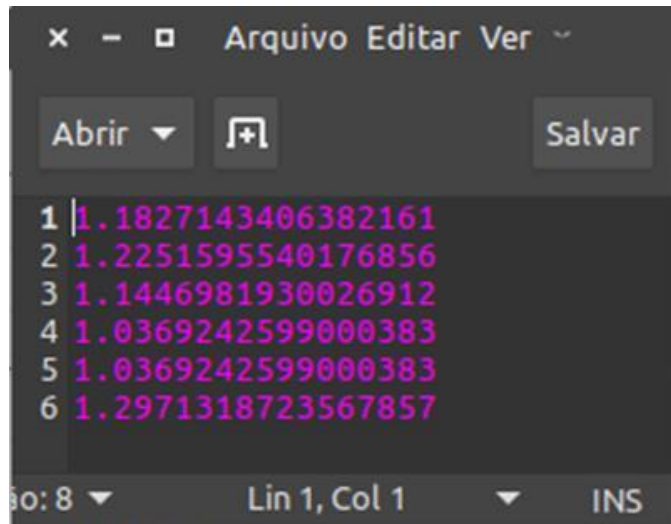 Arquivo Editar Ver
Abrir Salvar
1 1.1827143406382161
2 1.2251595540176856
3 1.1446981930026912
4 1.0369242599000383
5 1.0369242599000383
6 1.2971318723567857
ão: 8 Lin 1, Col 1 INS